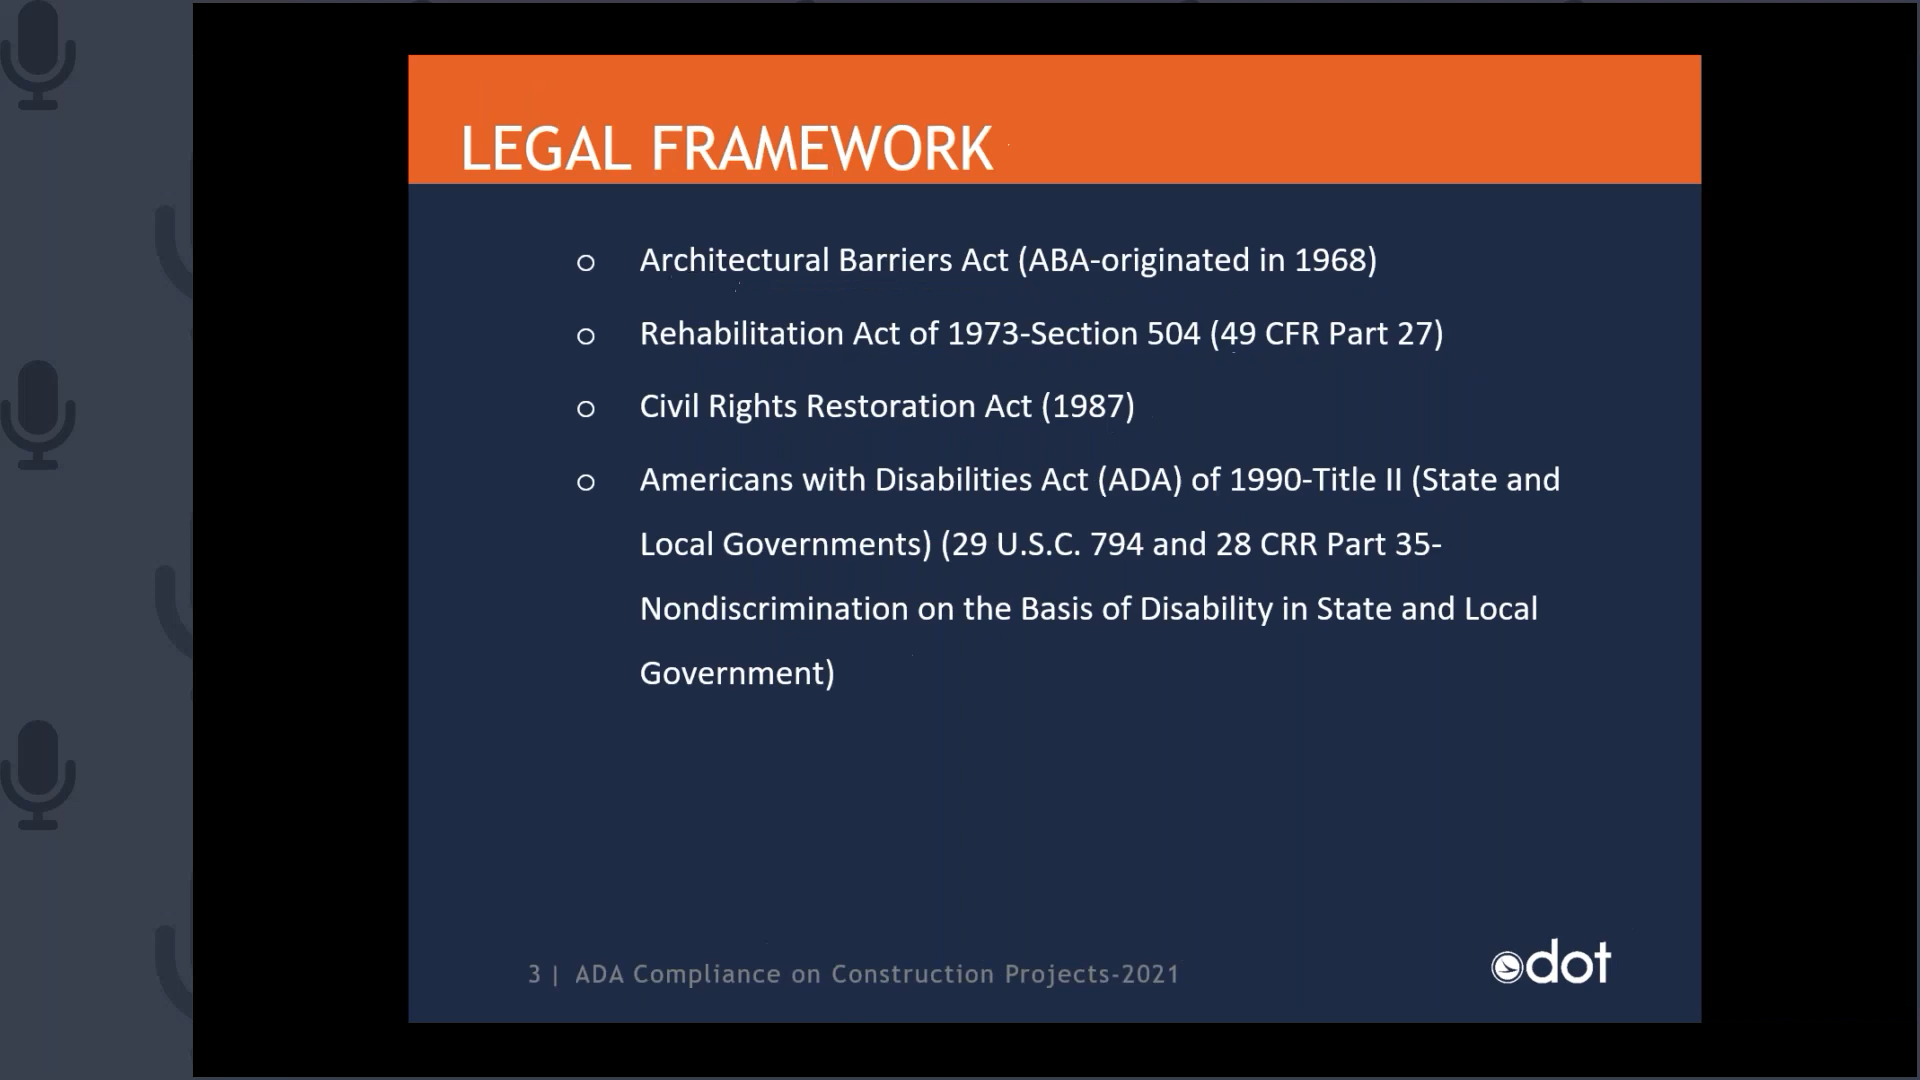 LEGAL FRAMEWORK
○ Architectural Barriers Act (ABA-originated in 1968)
○ Rehabilitation Act of 1973-Section 504 (49 CFR Part 27)
○ Civil Rights Restoration Act (1987)
○ Americans with Disabilities Act (ADA) of 1990-Title II (State and
Local Governments) (29 U.S.C. 794 and 28 CRR Part 35-
Nondiscrimination on the Basis of Disability in State and Local
Government)
3 | ADA Compliance on Construction Projects-2021
odot